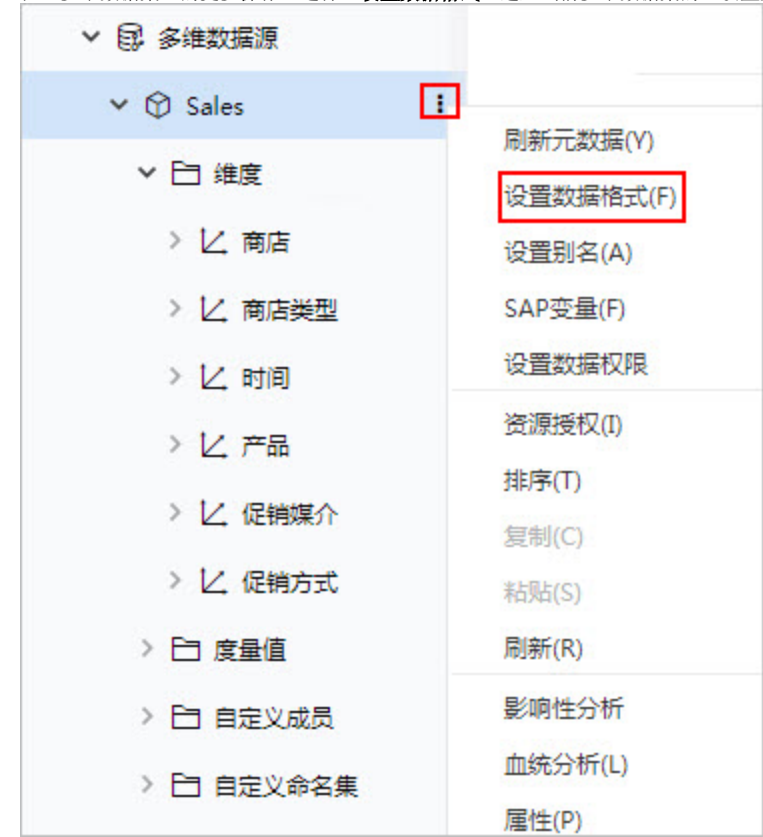 多维数据源
Sales
维度
商店
商店类型
时间
产品
促销媒介
促销方式
度量值
自定义成员
自定义命名集
刷新元数据(Y)
设置数据格式(F)
设置别名(A)
SAP变量(F)
设置数据权限
资源授权(I)
排序(T)
复制(C)
粘贴(S)
刷新(R)
影响性分析
血统分析(L)
属性(P)